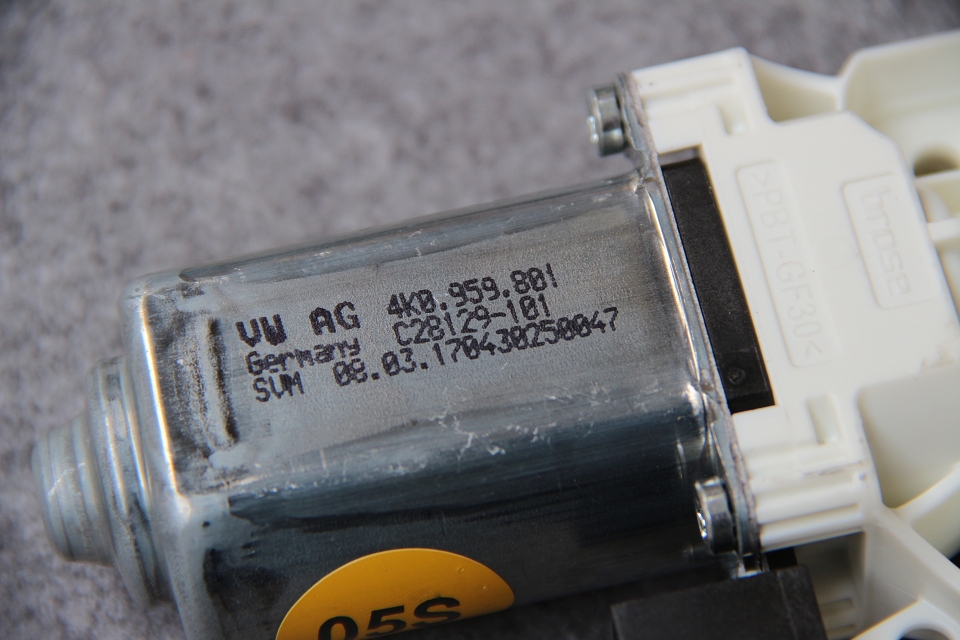 VW AG 4K0.959.801
Germany C28129-101
SVM 08.03.170430250047
>PBT-GF30<
brose
05S